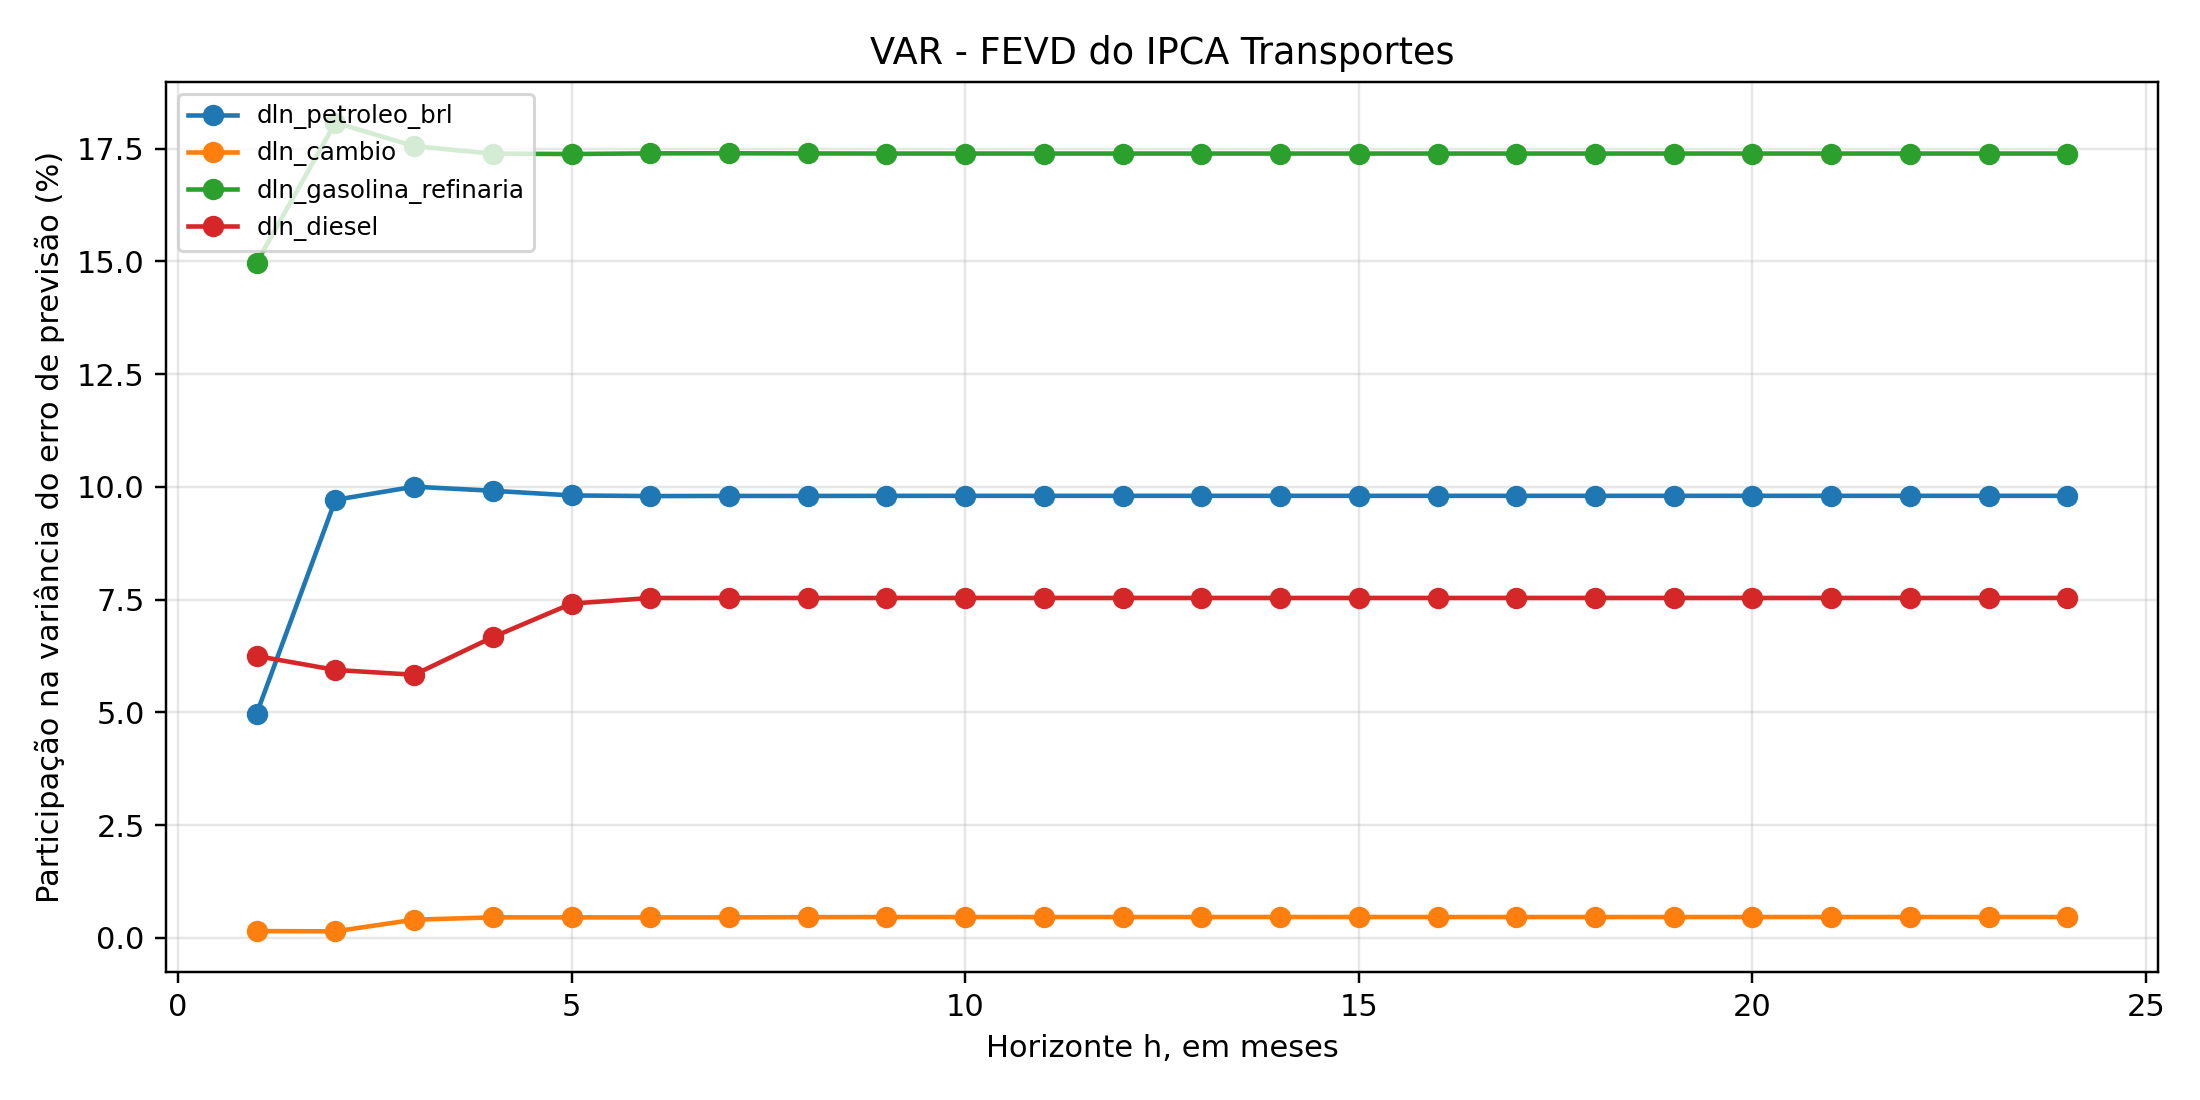 VAR - FEVD do IPCA Transportes
dln_petroleo_brl
dln_cambio
dln_gasolina_refinaria
dln_diesel
Participação na variância do erro de previsão (%)
17.5
15.0
12.5
10.0
7.5
5.0
2.5
0.0
0 5 10 15 20 25
Horizonte h, em meses